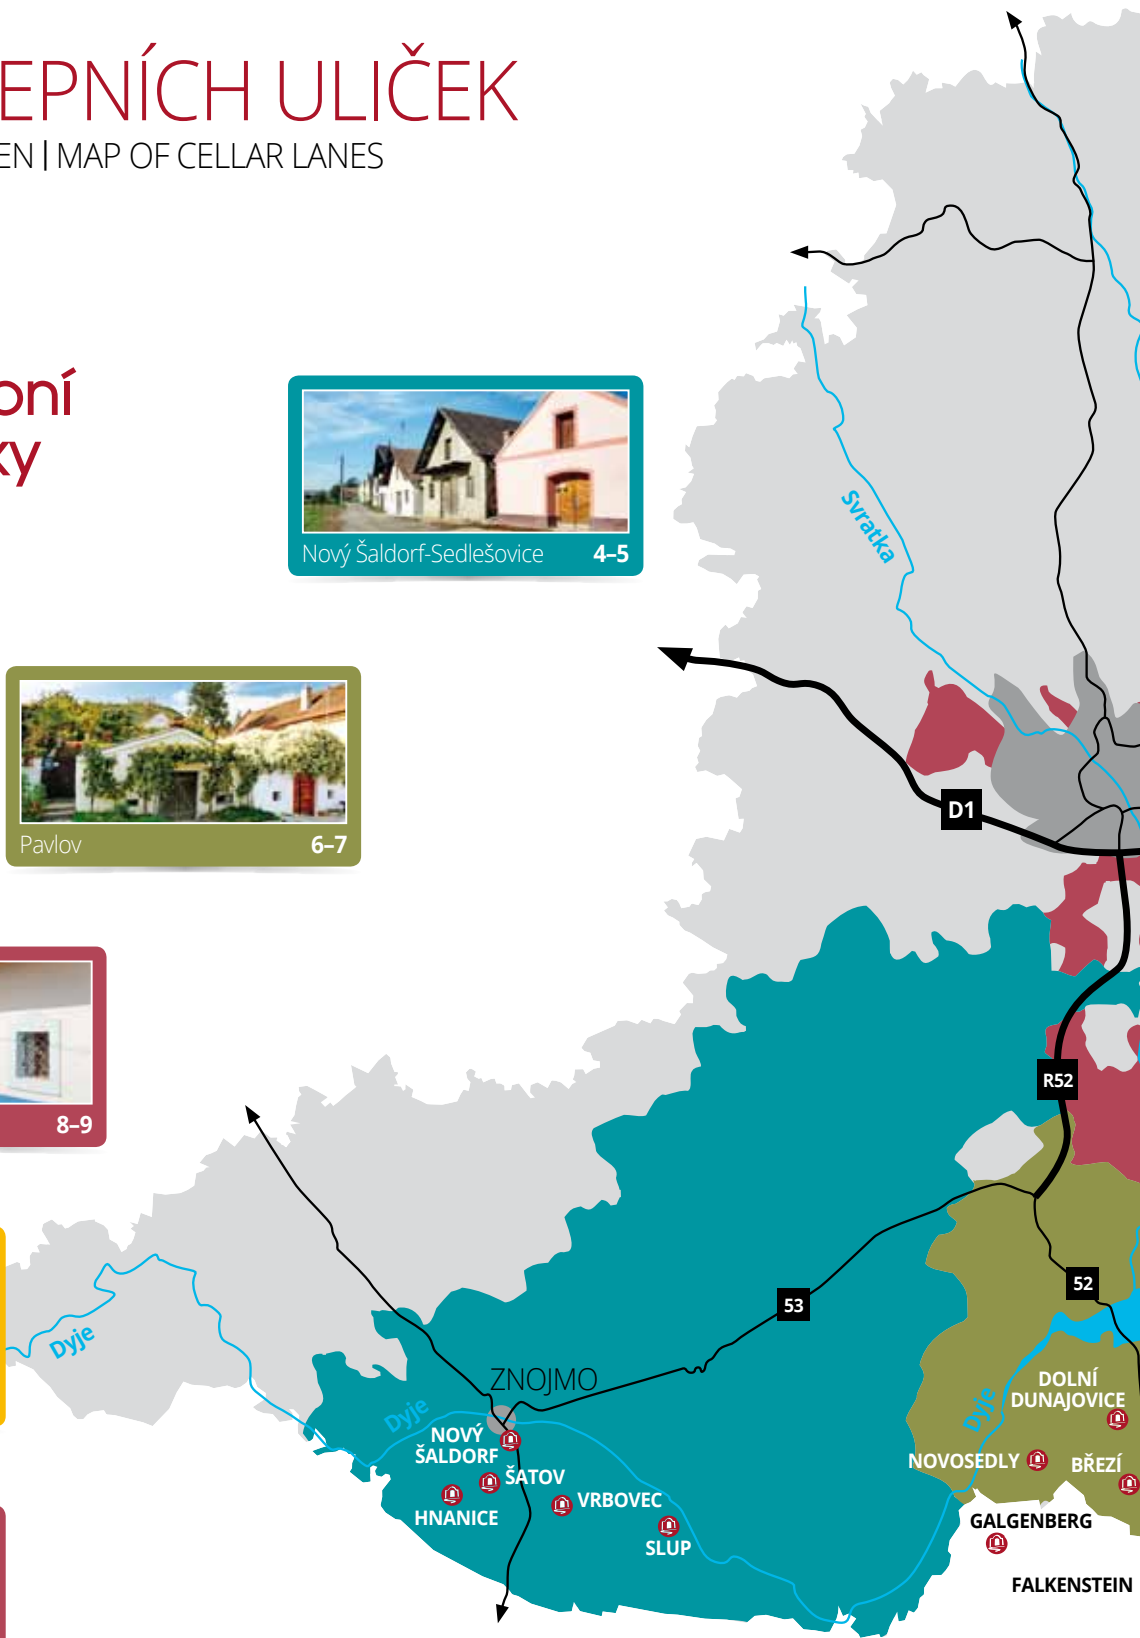 EPNÍCH ULIČEK
EN | MAP OF CELLAR LANES
Nový Šaldorf-Sedlešovice 4–5
Svratka
Pavlov 6–7
D1
8–9
R52
52
53
Dyje
ZNOJMO
Dyje
DOLNÍ
DUNAJOVICE
Dyje
NOVÝ
ŠALDORF
NOVOSEDLY
BŘEZÍ
ŠATOV
VRBOVEC
HNANICE
SLUP
GALGENBERG
FALKENSTEIN